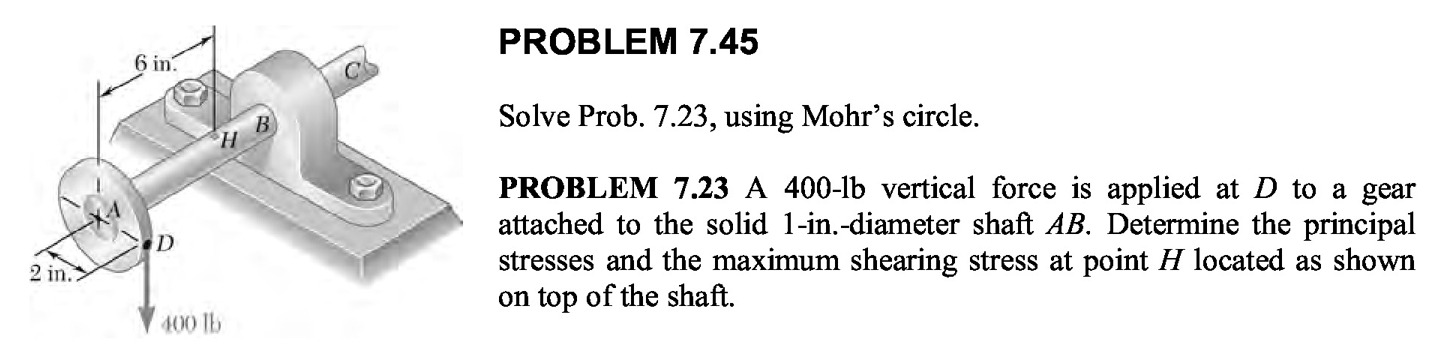 6 in.
C
B
H
A
D
2 in.
400 lb
PROBLEM 7.45
Solve Prob. 7.23, using Mohr’s circle.
PROBLEM 7.23 A 400-lb vertical force is applied at D to a gear
attached to the solid 1-in.-diameter shaft AB. Determine the principal
stresses and the maximum shearing stress at point H located as shown
on top of the shaft.